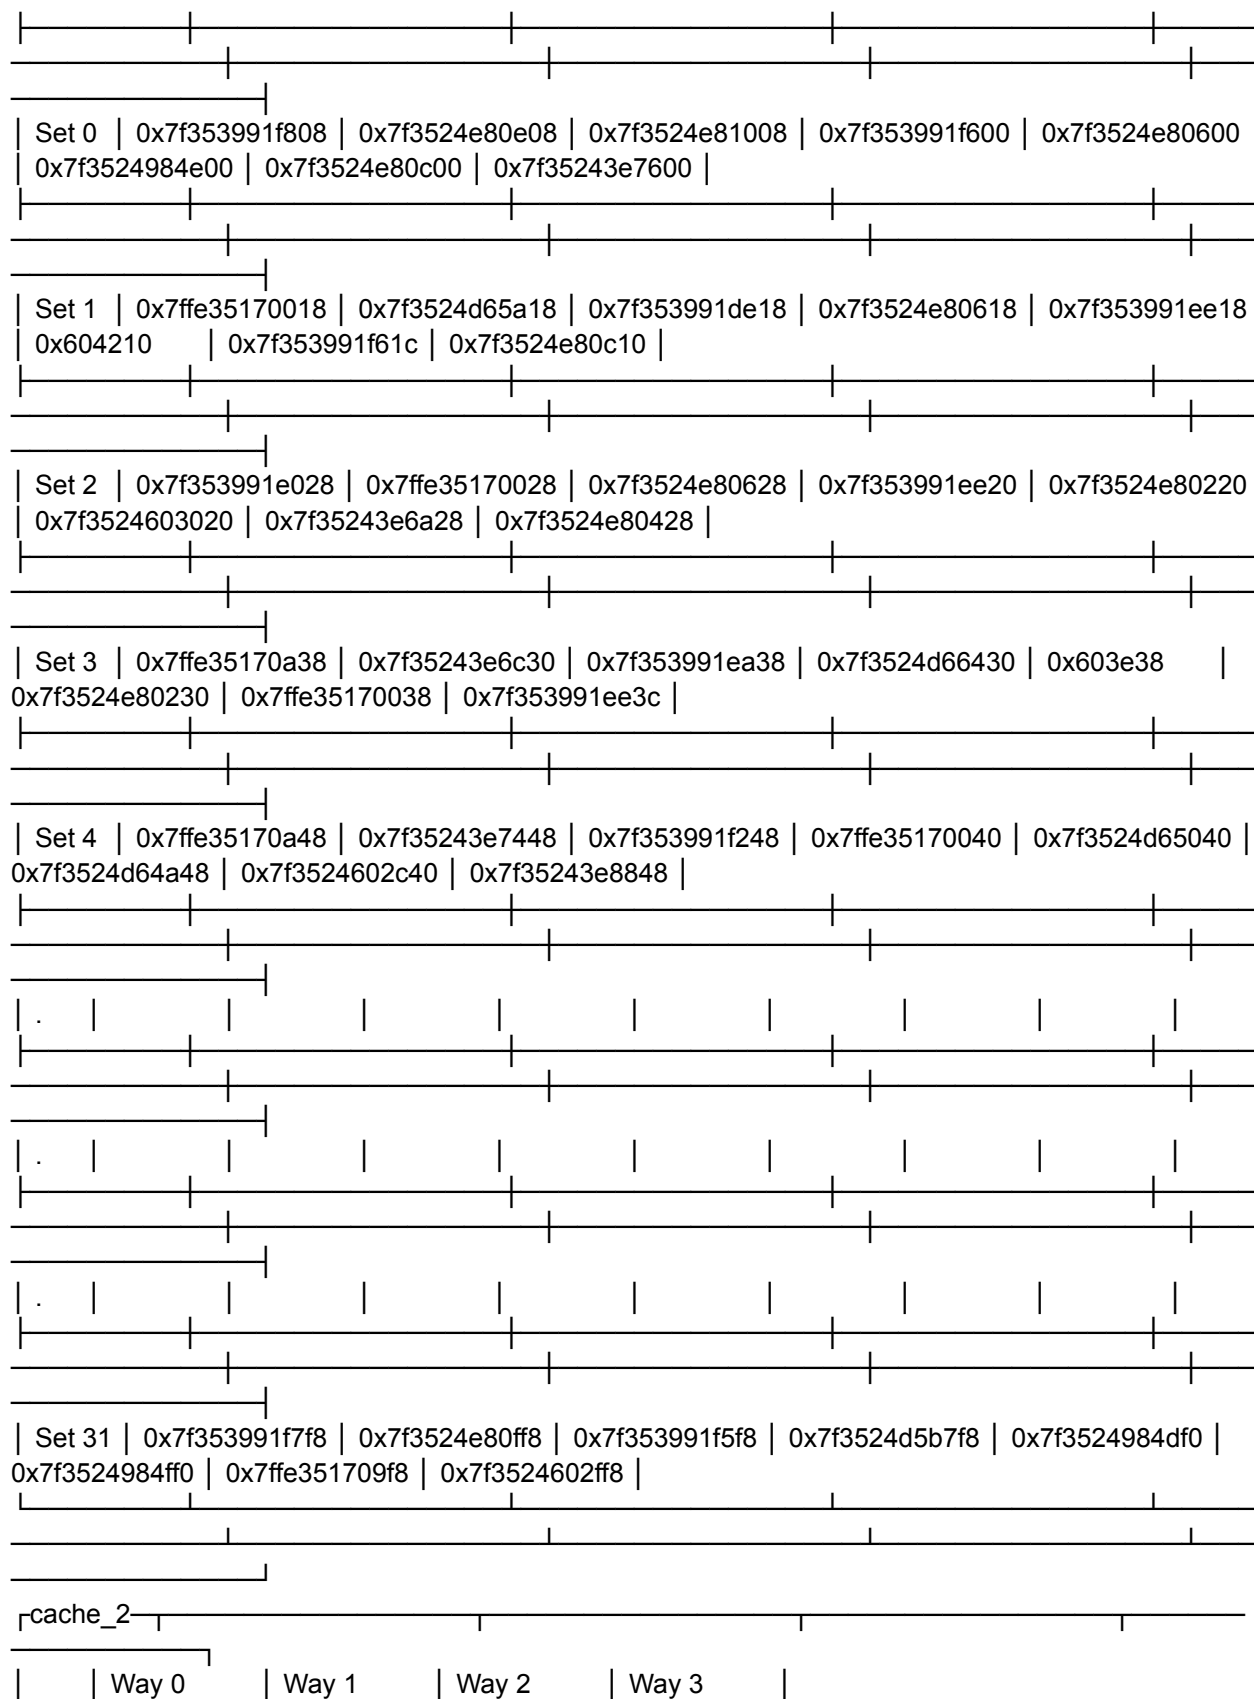 ├────────┼────────────────┼────────────────┼────────────────┼─────
───────────┼────────────────┼────────────────┼────────────────┼───
─────────────┤
│ Set 0 │ 0x7f353991f808 │ 0x7f3524e80e08 │ 0x7f3524e81008 │ 0x7f353991f600 │ 0x7f3524e80600
│ 0x7f3524984e00 │ 0x7f3524e80c00 │ 0x7f35243e7600 │
├────────┼────────────────┼────────────────┼────────────────┼─────
───────────┼────────────────┼────────────────┼────────────────┼───
─────────────┤
│ Set 1 │ 0x7ffe35170018 │ 0x7f3524d65a18 │ 0x7f353991de18 │ 0x7f3524e80618 │ 0x7f353991ee18
│ 0x604210 │ 0x7f353991f61c │ 0x7f3524e80c10 │
├────────┼────────────────┼────────────────┼────────────────┼─────
───────────┼────────────────┼────────────────┼────────────────┼───
─────────────┤
│ Set 2 │ 0x7f353991e028 │ 0x7ffe35170028 │ 0x7f3524e80628 │ 0x7f353991ee20 │ 0x7f3524e80220
│ 0x7f3524603020 │ 0x7f35243e6a28 │ 0x7f3524e80428 │
├────────┼────────────────┼────────────────┼────────────────┼─────
───────────┼────────────────┼────────────────┼────────────────┼───
─────────────┤
│ Set 3 │ 0x7ffe35170a38 │ 0x7f35243e6c30 │ 0x7f353991ea38 │ 0x7f3524d66430 │ 0x603e38 │
0x7f3524e80230 │ 0x7ffe35170038 │ 0x7f353991ee3c │
├────────┼────────────────┼────────────────┼────────────────┼─────
───────────┼────────────────┼────────────────┼────────────────┼───
─────────────┤
│ Set 4 │ 0x7ffe35170a48 │ 0x7f35243e7448 │ 0x7f353991f248 │ 0x7ffe35170040 │ 0x7f3524d65040 │
0x7f3524d64a48 │ 0x7f3524602c40 │ 0x7f35243e8848 │
├────────┼────────────────┼────────────────┼────────────────┼─────
───────────┼────────────────┼────────────────┼────────────────┼───
─────────────┤
│ . │ │ │ │ │ │ │ │ │
├────────┼────────────────┼────────────────┼────────────────┼─────
───────────┼────────────────┼────────────────┼────────────────┼───
─────────────┤
│ . │ │ │ │ │ │ │ │ │
├────────┼────────────────┼────────────────┼────────────────┼─────
───────────┼────────────────┼────────────────┼────────────────┼───
─────────────┤
│ . │ │ │ │ │ │ │ │ │
├────────┼────────────────┼────────────────┼────────────────┼─────
───────────┼────────────────┼────────────────┼────────────────┼───
─────────────┤
│ Set 31 │ 0x7f353991f7f8 │ 0x7f3524e80ff8 │ 0x7f353991f5f8 │ 0x7f3524d5b7f8 │ 0x7f3524984df0 │
0x7f3524984ff0 │ 0x7ffe351709f8 │ 0x7f3524602ff8 │
└────────┴────────────────┴────────────────┴────────────────┴─────
───────────┴────────────────┴────────────────┴────────────────┴───
─────────────┘
┌cache_2─┬────────────────┬────────────────┬────────────────┬──────
──────────┐
│ │ Way 0 │ Way 1 │ Way 2 │ Way 3 │